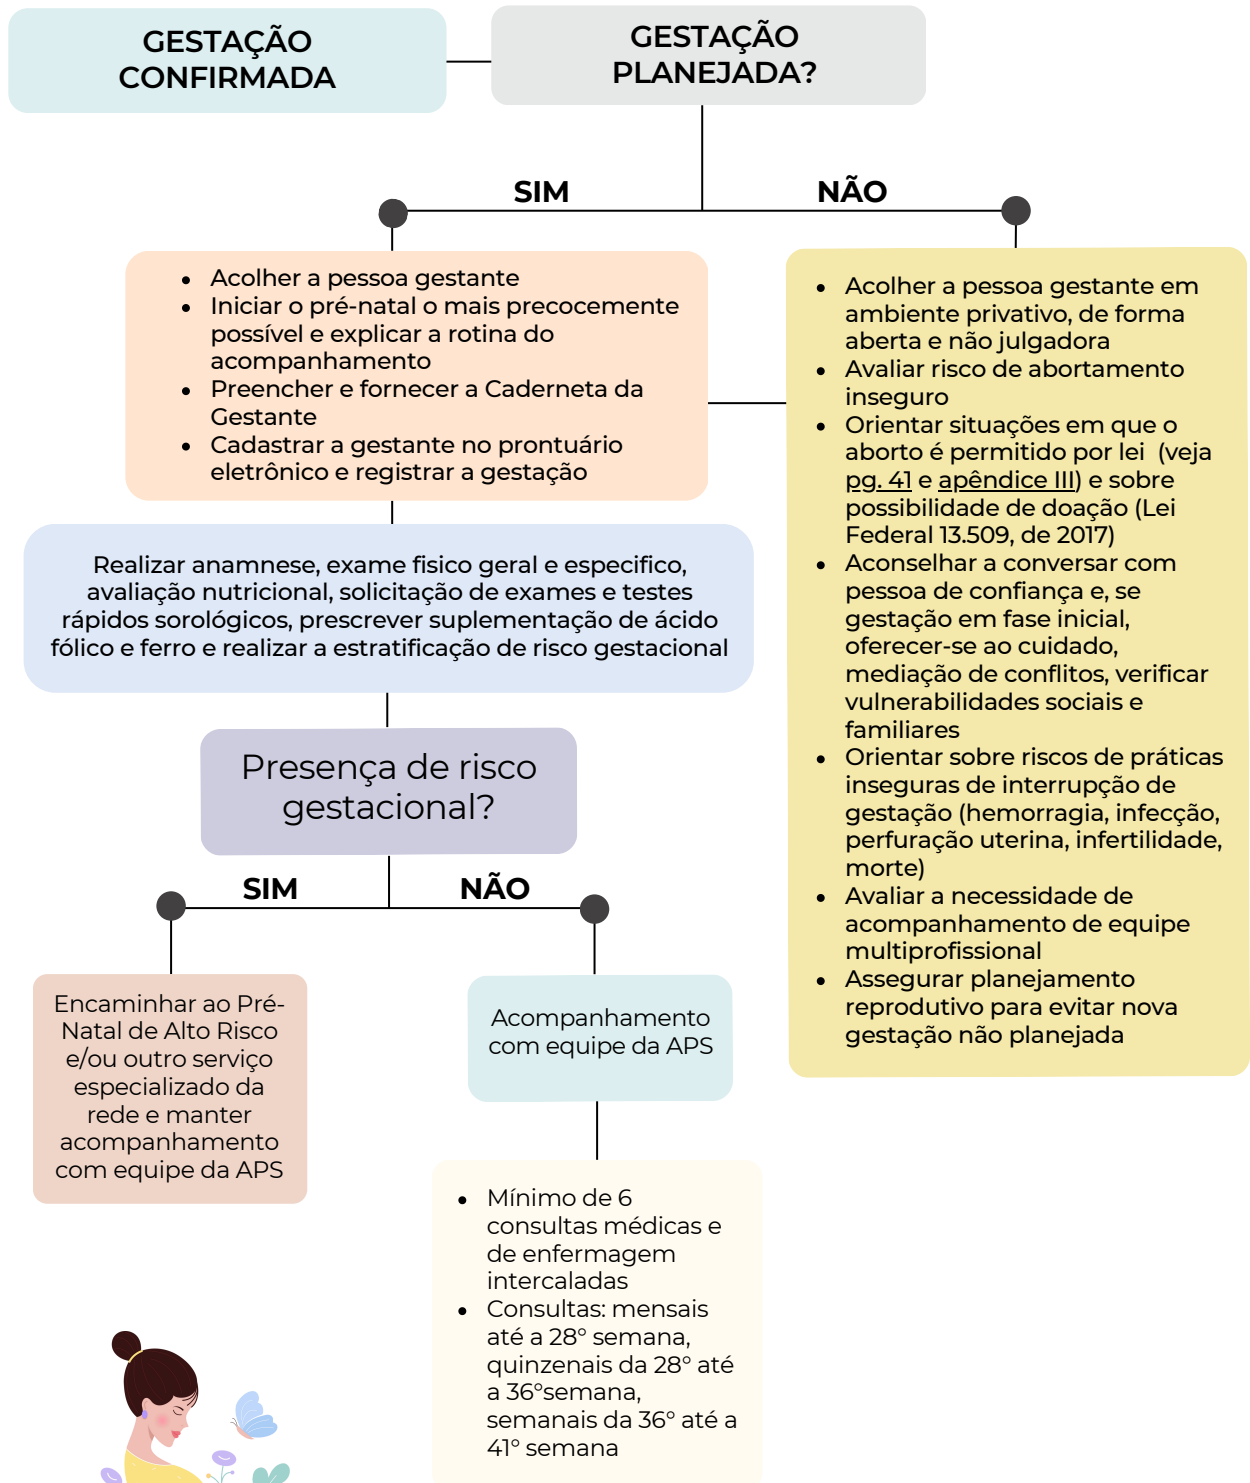 GESTAÇÃO
CONFIRMADA
GESTAÇÃO
PLANEJADA?
SIM
NÃO
• Acolher a pessoa gestante
• Iniciar o pré-natal o mais precocemente
possível e explicar a rotina do
acompanhamento
• Preencher e fornecer a Caderneta da
Gestante
• Cadastrar a gestante no prontuário
eletrônico e registrar a gestação
• Acolher a pessoa gestante em
ambiente privativo, de forma
aberta e não julgadora
• Avaliar risco de abortamento
inseguro
• Orientar situações em que o
aborto é permitido por lei (veja
pg. 41 e apêndice III) e sobre
possibilidade de doação (Lei
Federal 13.509, de 2017)
• Aconselhar a conversar com
pessoa de confiança e, se
gestação em fase inicial,
oferecer-se ao cuidado,
mediação de conflitos, verificar
vulnerabilidades sociais e
familiares
• Orientar sobre riscos de práticas
inseguras de interrupção de
gestação (hemorragia, infecção,
perfuração uterina, infertilidade,
morte)
• Avaliar a necessidade de
acompanhamento de equipe
multiprofissional
• Assegurar planejamento
reprodutivo para evitar nova
gestação não planejada
Realizar anamnese, exame fisico geral e especifico,
avaliação nutricional, solicitação de exames e testes
rápidos sorológicos, prescrever suplementação de ácido
fólico e ferro e realizar a estratificação de risco gestacional
Presença de risco
gestacional?
SIM
NÃO
Encaminhar ao Pré-
Natal de Alto Risco
e/ou outro serviço
especializado da
rede e manter
acompanhamento
com equipe da APS
Acompanhamento
com equipe da APS
• Mínimo de 6
consultas médicas e
de enfermagem
intercaladas
• Consultas: mensais
até a 28° semana,
quinzenais da 28° até
a 36°semana,
semanais da 36° até a
41° semana